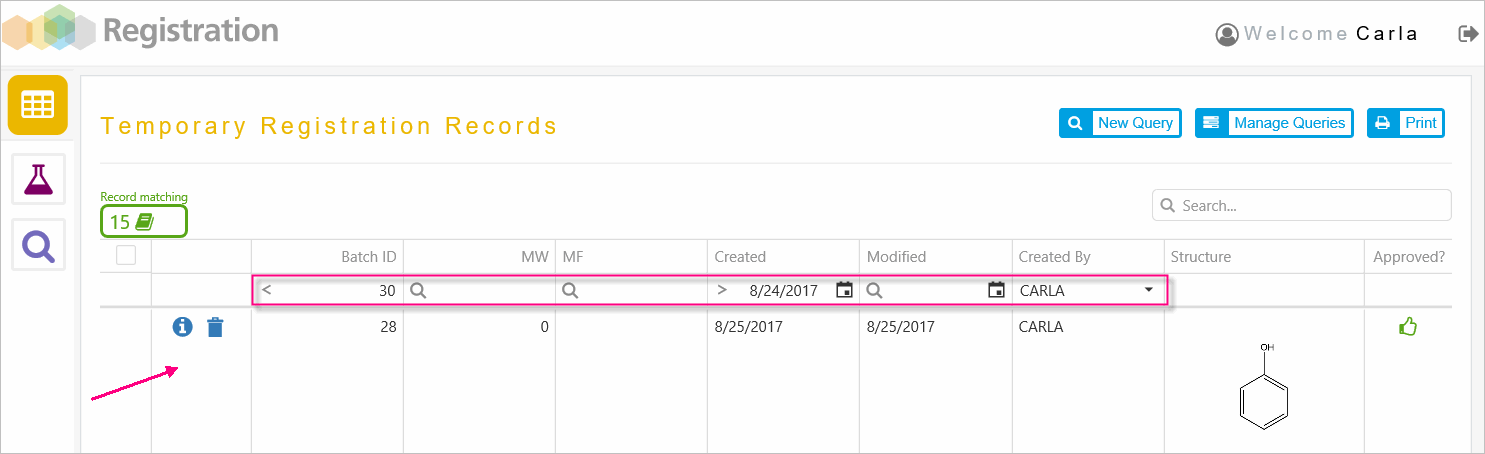 Registration
Welcome Carla
Temporary Registration Records
New Query
Manage Queries
Print
Record matching
15
Search...
Batch ID MW MF Created Modified Created By Structure Approved?
< 30 > 8/24/2017 CARLA
28 0 8/25/2017 8/25/2017 CARLA
OH